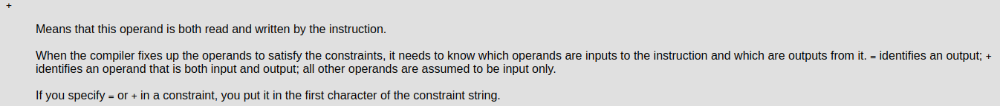 +
Means that this operand is both read and written by the instruction.
When the compiler fixes up the operands to satisfy the constraints, it needs to know which operands are inputs to the instruction and which are outputs from it. = identifies an output; +
identifies an operand that is both input and output; all other operands are assumed to be input only.
If you specify = or + in a constraint, you put it in the first character of the constraint string.